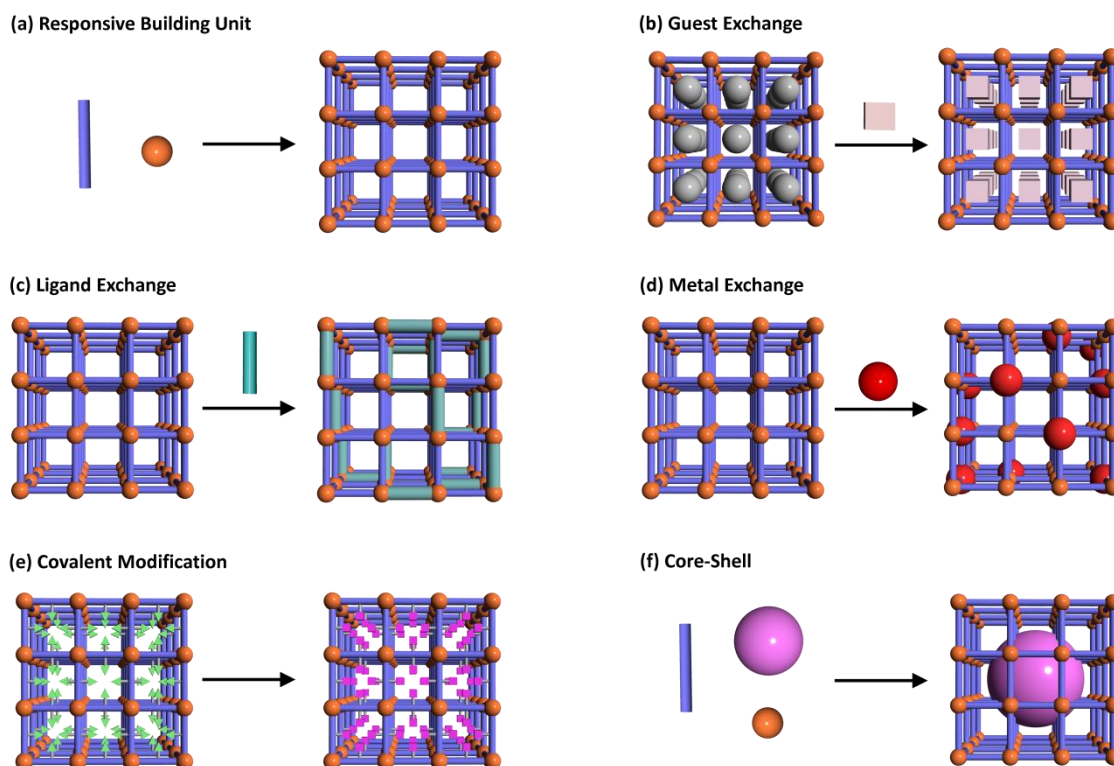 (a) Responsive Building Unit
(b) Guest Exchange
(c) Ligand Exchange
(d) Metal Exchange
(e) Covalent Modification
(f) Core-Shell